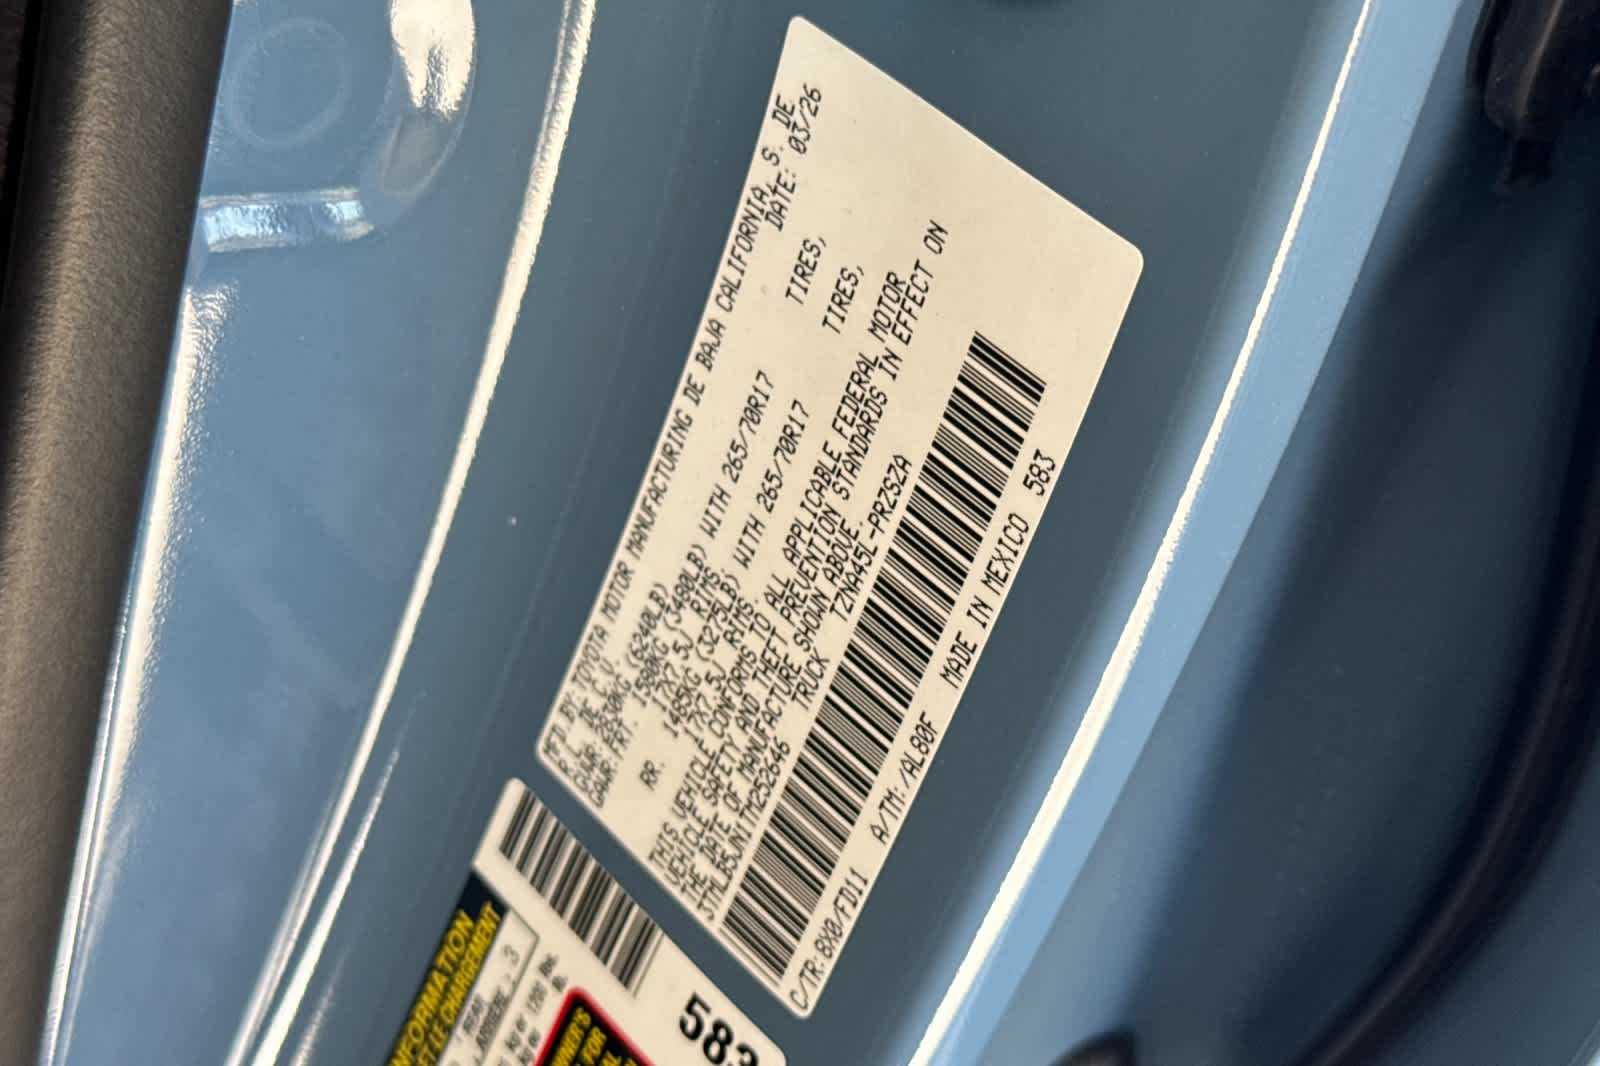 MFD BY: TOYOTA MOTOR MANUFACTURING DE BAJA CALIFORNIA, S. DE
R.L. DE C.V. DATE: 03/26
GVWR: 2830KG (6240LB)
GAWR FRT. 1580KG (3480LB) WITH 265/70R17 TIRES,
17X7.5J RIMS
RR. 1485KG (3275LB) WITH 265/70R17 TIRES,
17X7.5J RIMS.
THIS VEHICLE CONFORMS TO ALL APPLICABLE FEDERAL MOTOR
VEHICLE SAFETY AND THEFT PREVENTION STANDARDS IN EFFECT ON
THE DATE OF MANUFACTURE SHOWN ABOVE.
3TMLB5JN1TM252646 TRUCK TZNA45L-PRZSZA
C/TR: 8X0/FD11 A/TM: /AL80F MADE IN MEXICO 583
583